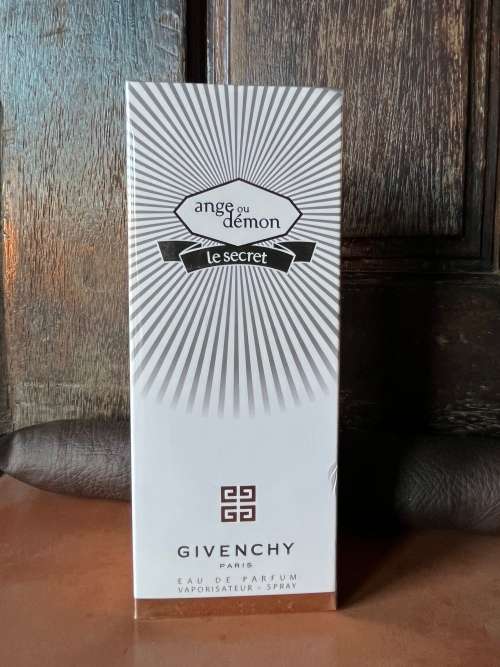 ange ou
démon
le secret
GIVENCHY
PARIS
EAU DE PARFUM
VAPORISATEUR - SPRAY